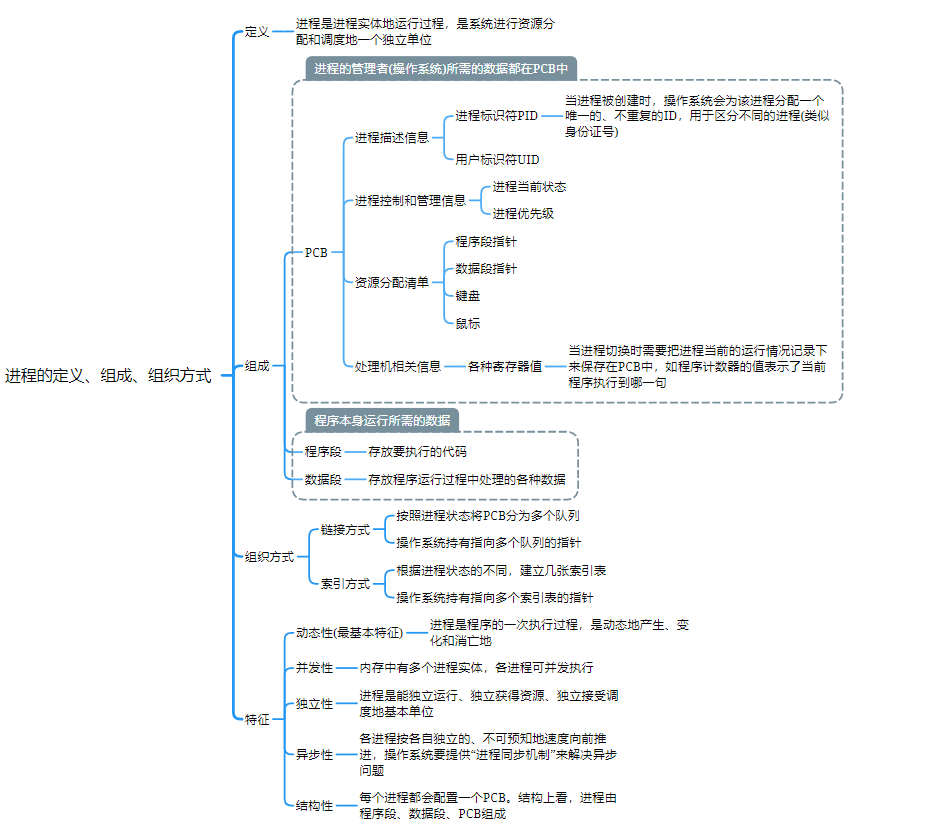 进程的定义、组成、组织方式
定义
进程是进程实体地运行过程，是系统进行资源分
配和调度地一个独立单位
组成
进程的管理者(操作系统)所需的数据都在PCB中
PCB
进程描述信息
进程标识符PID
当进程被创建时，操作系统会为该进程分配一个
唯一的、不重复的ID，用于区分不同的进程(类似
身份证号)
用户标识符UID
进程控制和管理信息
进程当前状态
进程优先级
资源分配清单
程序段指针
数据段指针
键盘
鼠标
处理机相关信息
各种寄存器值
当进程切换时需要把进程当前的运行情况记录下
来保存在PCB中，如程序计数器的值表示了当前
程序执行到哪一句
程序本身运行所需的数据
程序段
存放要执行的代码
数据段
存放程序运行过程中处理的各种数据
组织方式
链接方式
按照进程状态将PCB分为多个队列
操作系统持有指向多个队列的指针
索引方式
根据进程状态的不同，建立几张索引表
操作系统持有指向多个索引表的指针
特征
动态性(最基本特征)
进程是程序的一次执行过程，是动态地产生、变
化和消亡地
并发性
内存中有多个进程实体，各进程可并发执行
独立性
进程是能独立运行、独立获得资源、独立接受调
度地基本单位
异步性
各进程按各自独立的、不可预知地速度向前推
进，操作系统要提供“进程同步机制”来解决异步
问题
结构性
每个进程都会配置一个PCB。结构上看，进程由
程序段、数据段、PCB组成